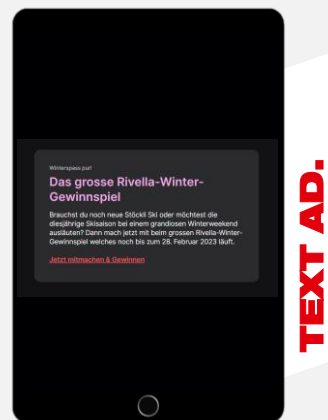 Winterspass pur!
Das grosse Rivella-Winter-
Gewinnspiel
Brauchst du noch neue Stöckli Ski oder möchtest die
diesjährige Skisaison bei einem grandiosen Winterweekend
ausläuten? Dann mach jetzt mit beim grossen Rivella-Winter-
Gewinnspiel welches noch bis zum 28. Februar 2023 läuft.
Jetzt mitmachen & Gewinnen
TEXT AD.